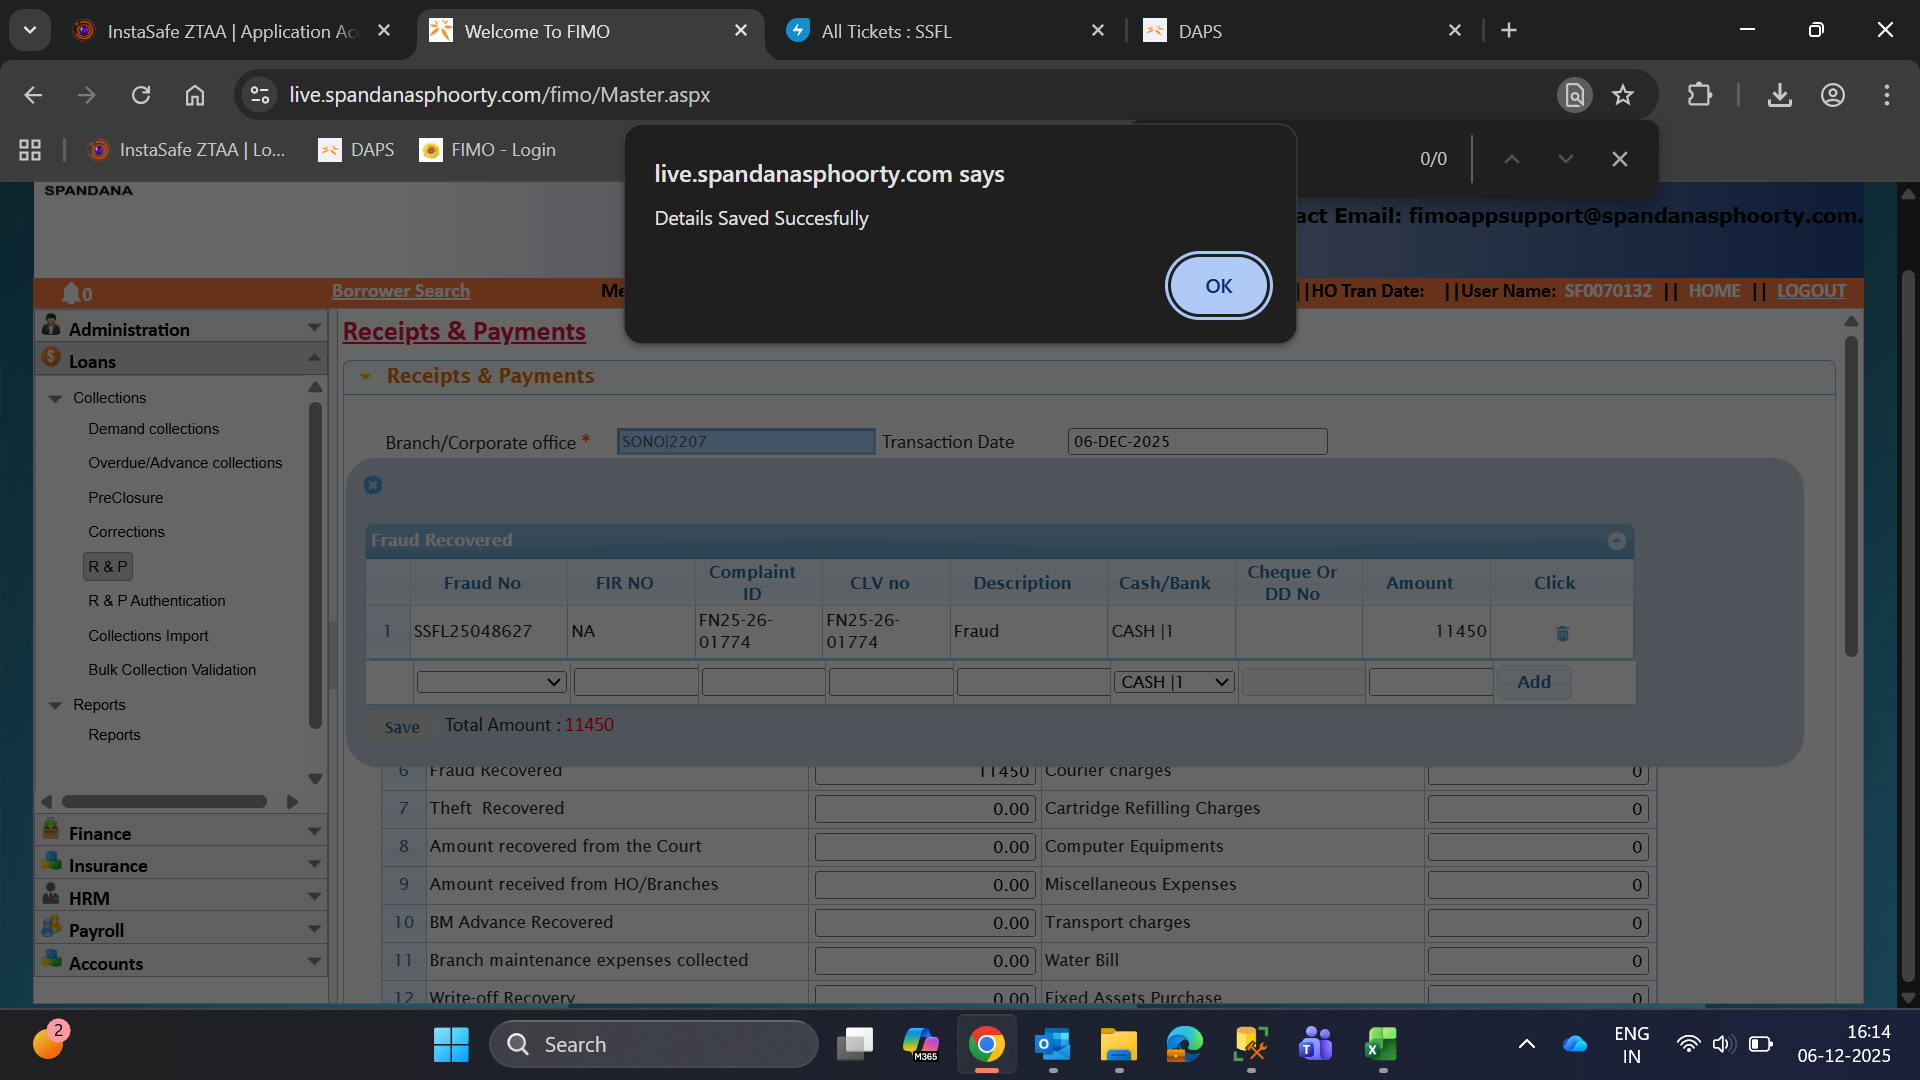 InstaSafe ZTAA | Application Acc
Welcome To FIMO
All Tickets : SSFL
DAPS
live.spandanasphoorty.com/fimo/Master.aspx
InstaSafe ZTAA | Lo...
DAPS
FIMO - Login
0/0
live.spandanasphoorty.com says
Details Saved Succesfully
OK
SPANDANA
act Email: fimoappsupport@spandanasphoorty.com.
0
Borrower Search
||HO Tran Date: ||User Name: SF0070132 || HOME || LOGOUT
Administration
Loans
Collections
Demand collections
Overdue/Advance collections
PreClosure
Corrections
R & P
R & P Authentication
Collections Import
Bulk Collection Validation
Reports
Reports
Finance
Insurance
HRM
Payroll
Accounts
Receipts & Payments
Receipts & Payments
Branch/Corporate office * SONO|2207 Transaction Date 06-DEC-2025
Fraud Recovered
Fraud No FIR NO Complaint ID CLV no Description Cash/Bank Cheque Or DD No Amount Click
1 SSFL25048627 NA FN25-26-01774 FN25-26-01774 Fraud CASH |1 11450
CASH |1 Add
Save Total Amount : 11450
6 Fraud Recovered 11450 Courier charges 0
7 Theft Recovered 0.00 Cartridge Refilling Charges 0
8 Amount recovered from the Court 0.00 Computer Equipments 0
9 Amount received from HO/Branches 0.00 Miscellaneous Expenses 0
10 BM Advance Recovered 0.00 Transport charges 0
11 Branch maintenance expenses collected 0.00 Water Bill 0
12 Write-off Recovery 0.00 Fixed Assets Purchase 0
2
Search
M365
ENG
IN
16:14
06-12-2025